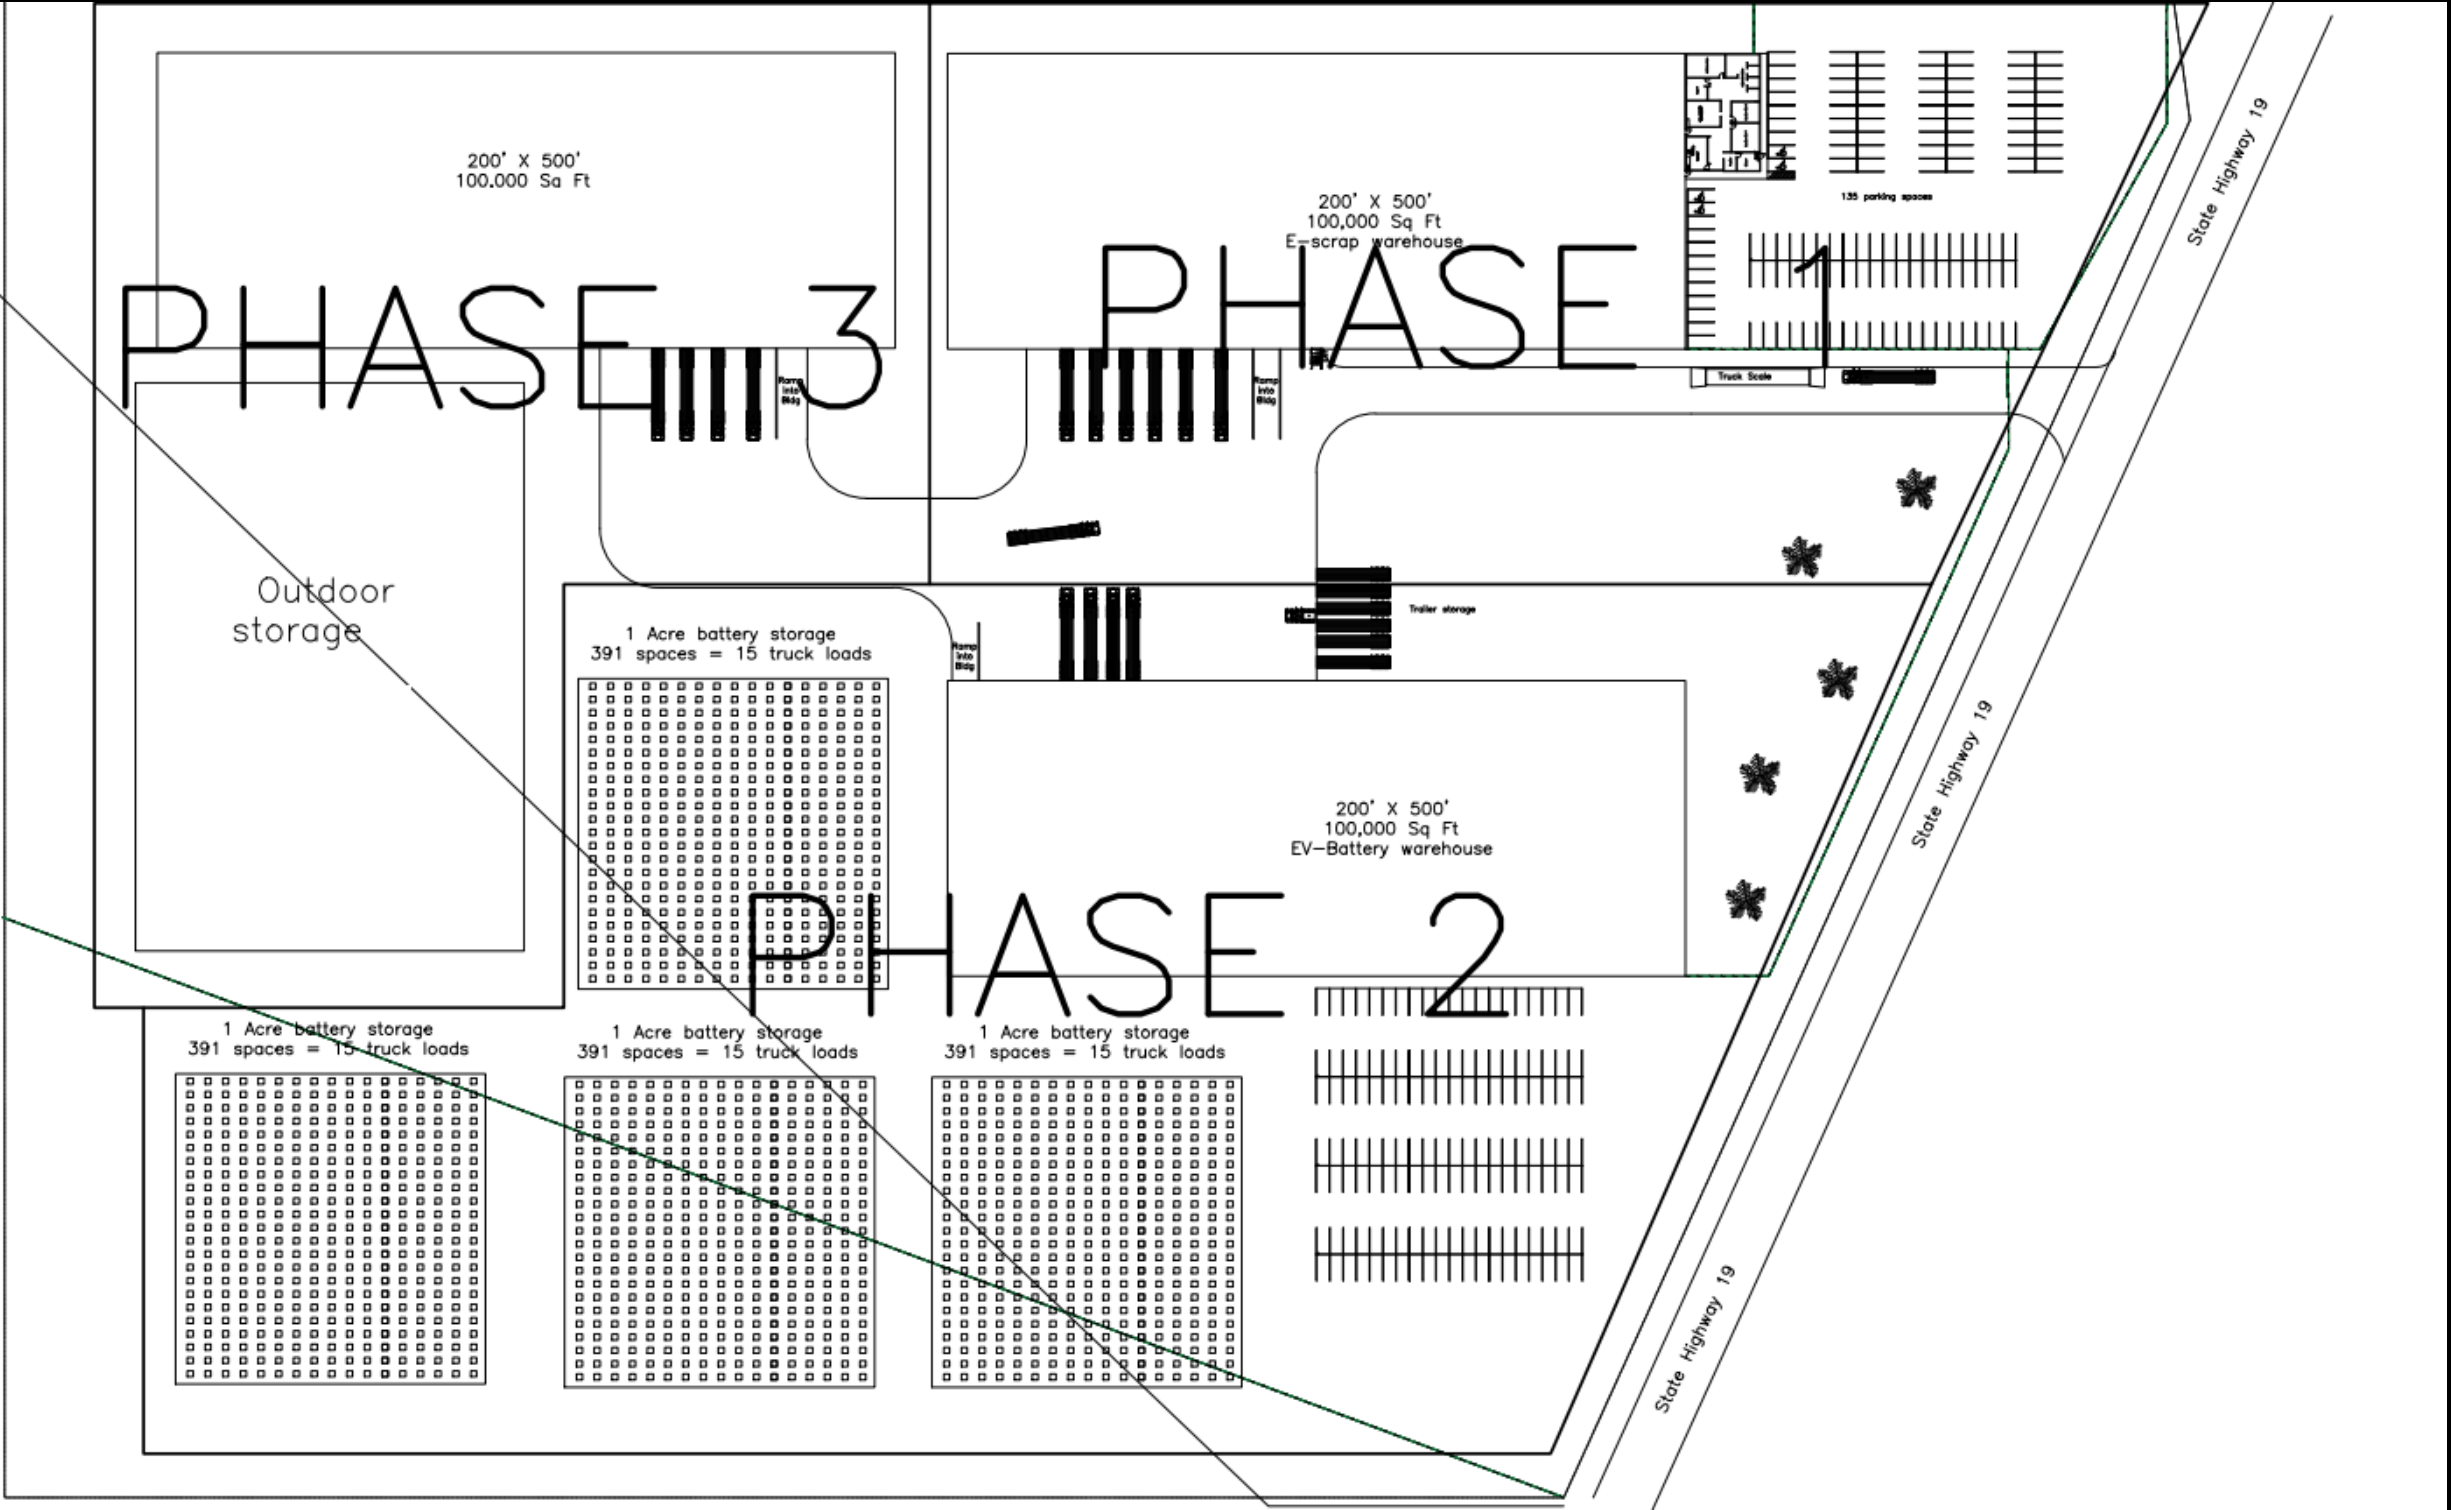 200' X 500'
100.000 Sa Ft
PHASE 3
Ramp
into
Bldg
200' X 500'
100,000 Sq Ft
E-scrap warehouse
PHASE 1
135 parking spaces
Ramp
into
Bldg
Truck Scale
State Highway 19
Outdoor
storage
1 Acre battery storage
391 spaces = 15 truck loads
Ramp
into
Bldg
Trailer storage
State Highway 19
200' X 500'
100,000 Sq Ft
EV-Battery warehouse
PHASE 2
1 Acre battery storage
391 spaces = 15 truck loads
1 Acre battery storage
391 spaces = 15 truck loads
1 Acre battery storage
391 spaces = 15 truck loads
State Highway 19